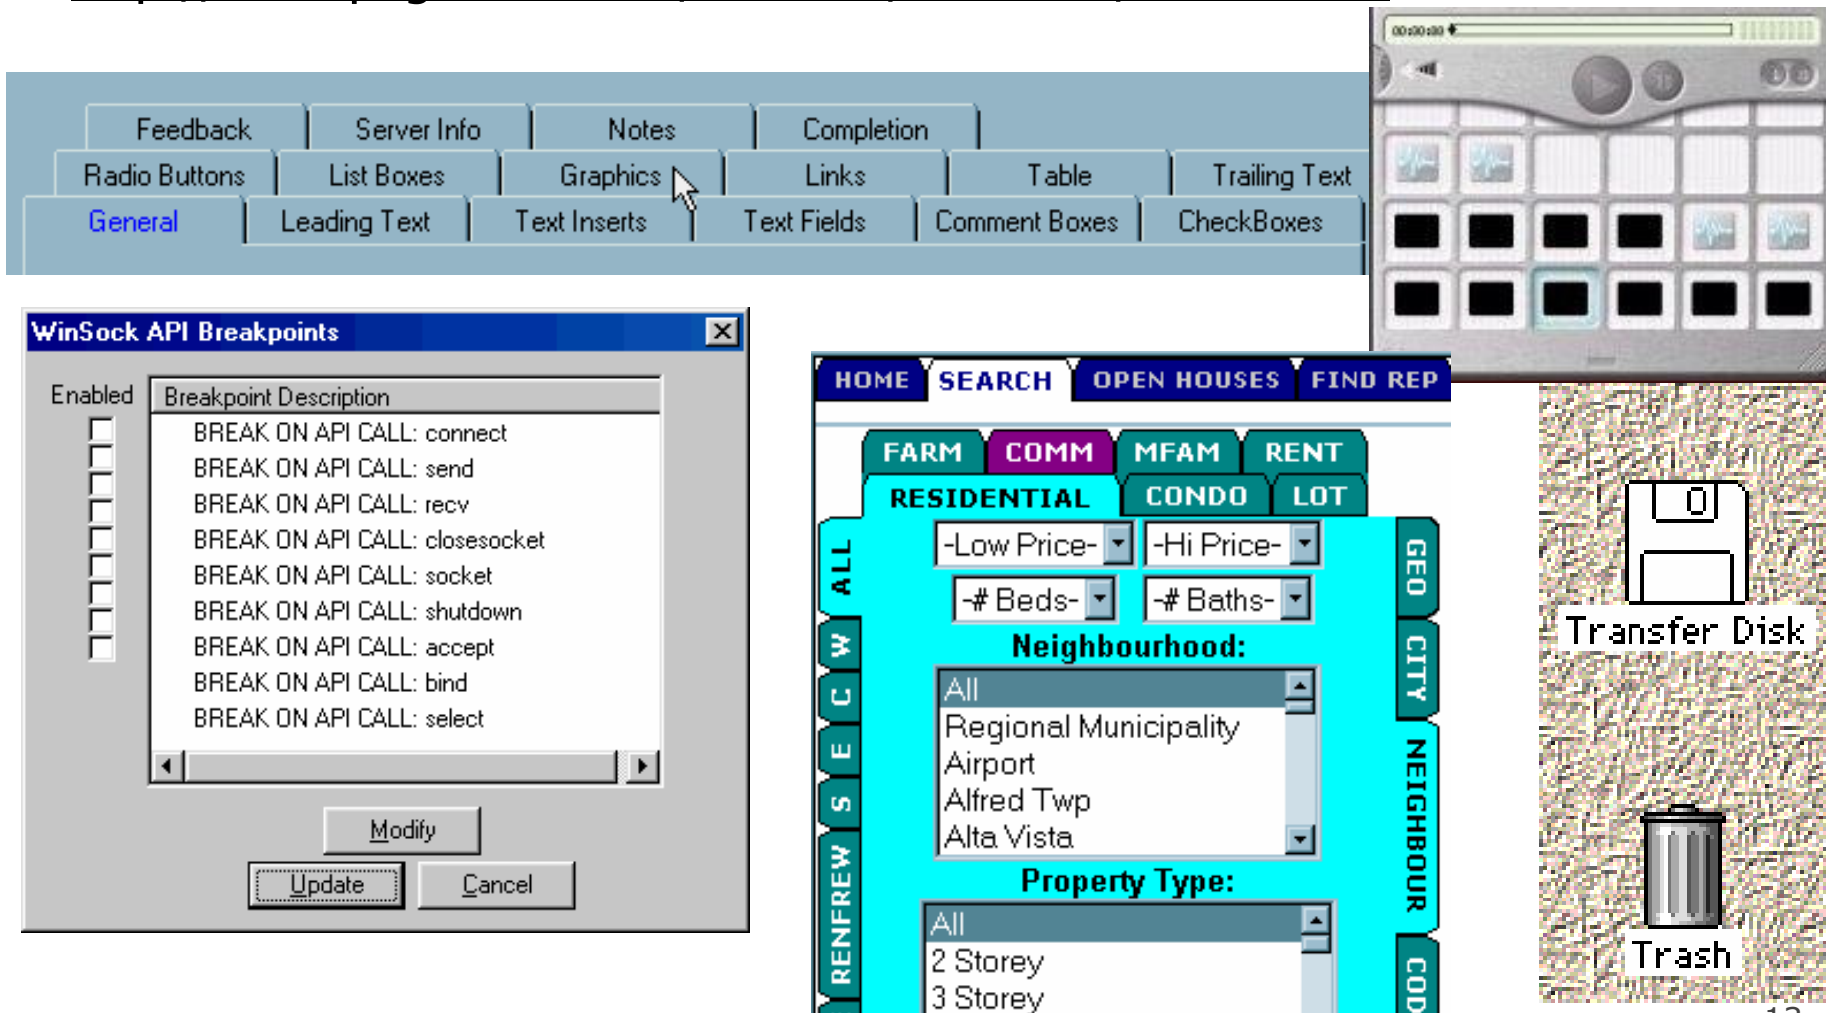 00:00:00
Feedback Server Info Notes Completion
Radio Buttons List Boxes Graphics Links Table Trailing Text
General Leading Text Text Inserts Text Fields Comment Boxes CheckBoxes
WinSock API Breakpoints
Enabled Breakpoint Description
BREAK ON API CALL: connect
BREAK ON API CALL: send
BREAK ON API CALL: recv
BREAK ON API CALL: closesocket
BREAK ON API CALL: socket
BREAK ON API CALL: shutdown
BREAK ON API CALL: accept
BREAK ON API CALL: bind
BREAK ON API CALL: select
Modify
Update Cancel
HOME SEARCH OPEN HOUSES FIND REP
FARM COMM MFAM RENT
RESIDENTIAL CONDO LOT
-Low Price- -Hi Price-
-# Beds- -# Baths-
Neighbourhood:
All
Regional Municipality
Airport
Alfred Twp
Alta Vista
Property Type:
All
2 Storey
3 Storey
ALL
W
C
E
S
RENFREW
GEO
CITY
NEIGHBOUR
COD
0
Transfer Disk
Trash